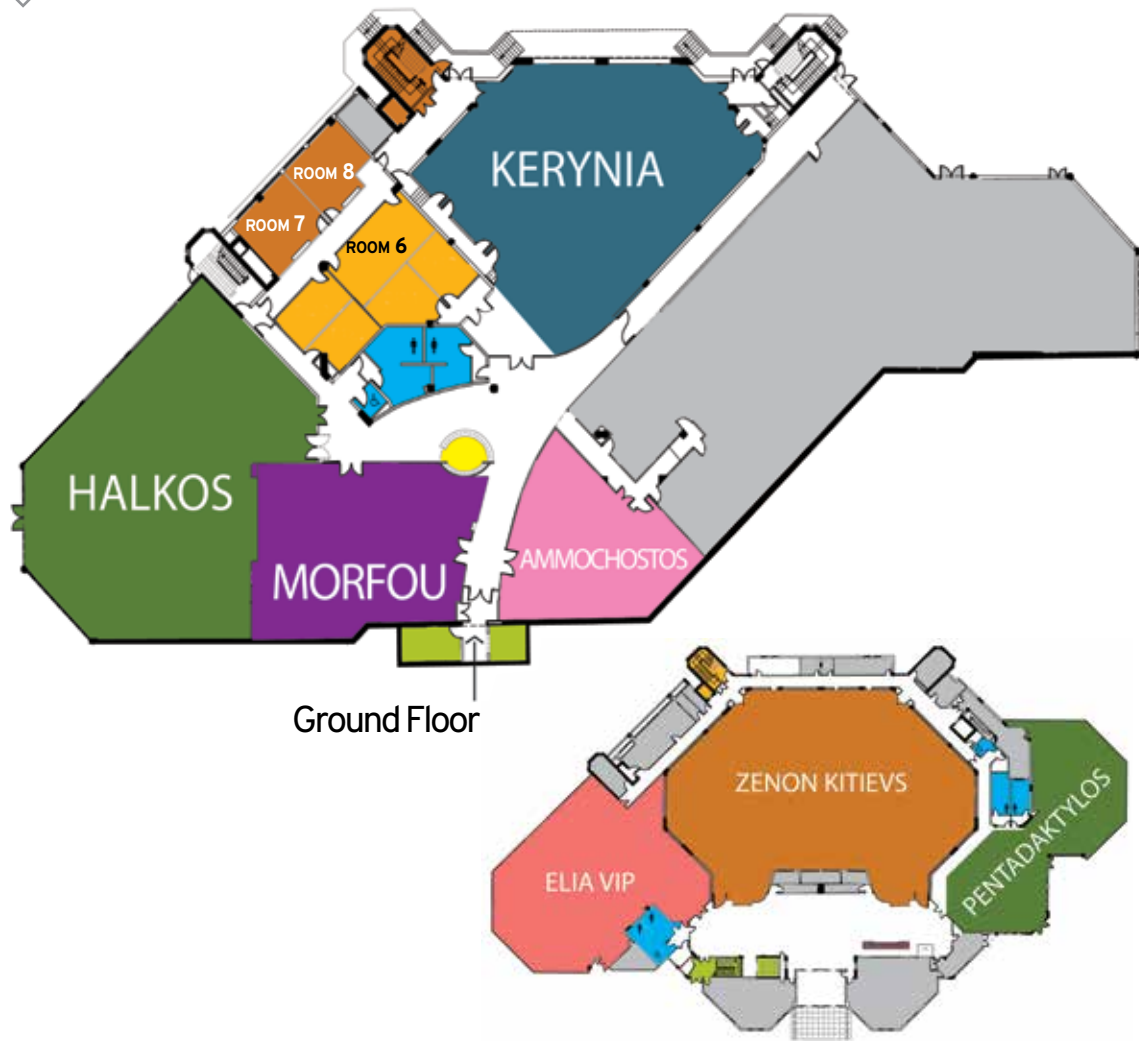 KERYNIA
ROOM 8
ROOM 7
ROOM 6
HALKOS
MORFOU
AMMOCHOSTOS
Ground Floor
ZENON KITIEVS
ELIA VIP
PENTADAKTYLOS